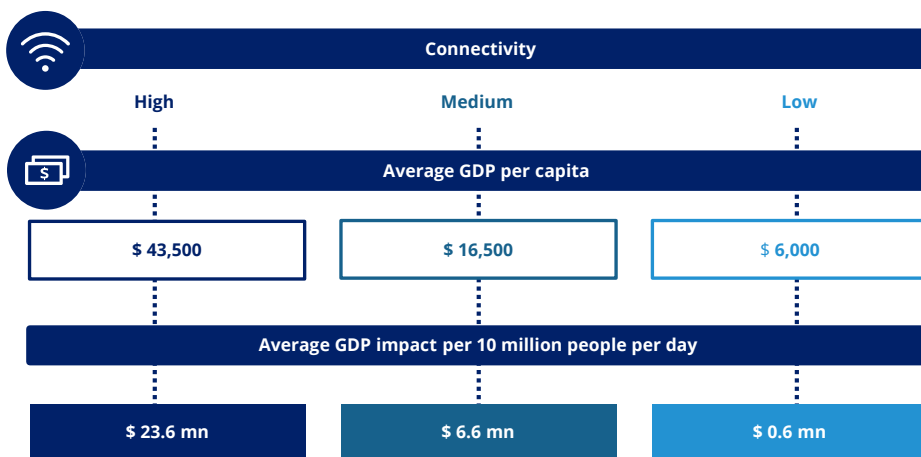 Connectivity
High Medium Low
$
Average GDP per capita
$ 43,500 $ 16,500 $ 6,000
Average GDP impact per 10 million people per day
$ 23.6 mn $ 6.6 mn $ 0.6 mn